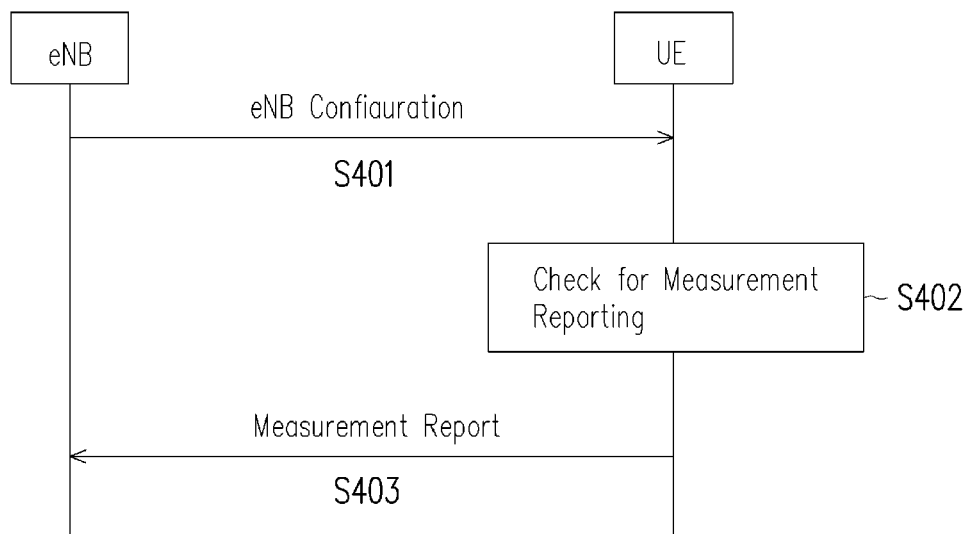 eNB
UE
eNB Confiauration
S401
Check for Measurement
Reporting
S402
Measurement Report
S403